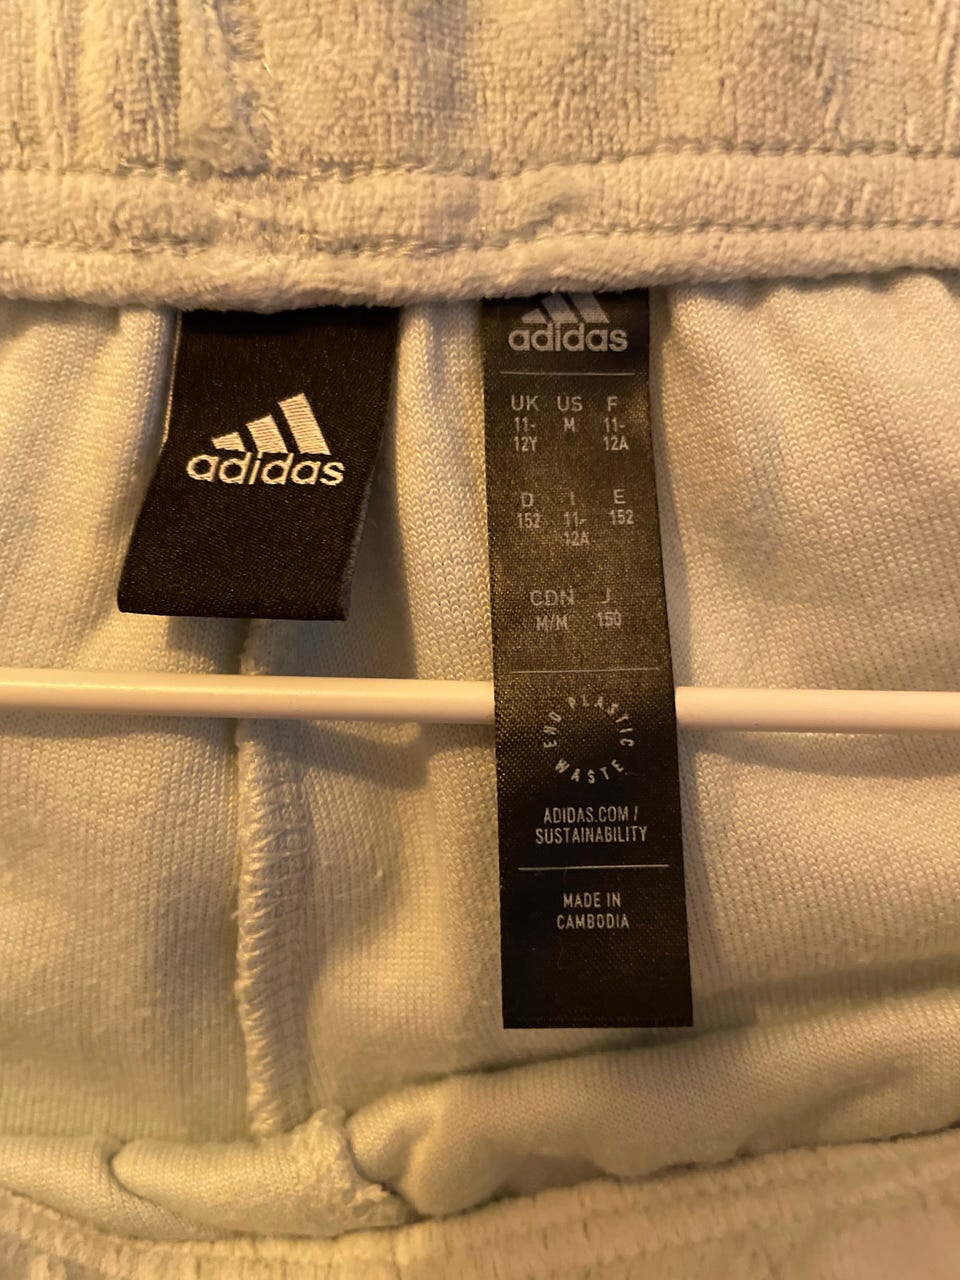 adidas
adidas
UK US F
11- M 11-
12Y 12A
D I E
152 11- 152
12A
CDN J
M/M 150
END PLASTIC WASTE
ADIDAS.COM /
SUSTAINABILITY
MADE IN
CAMBODIA